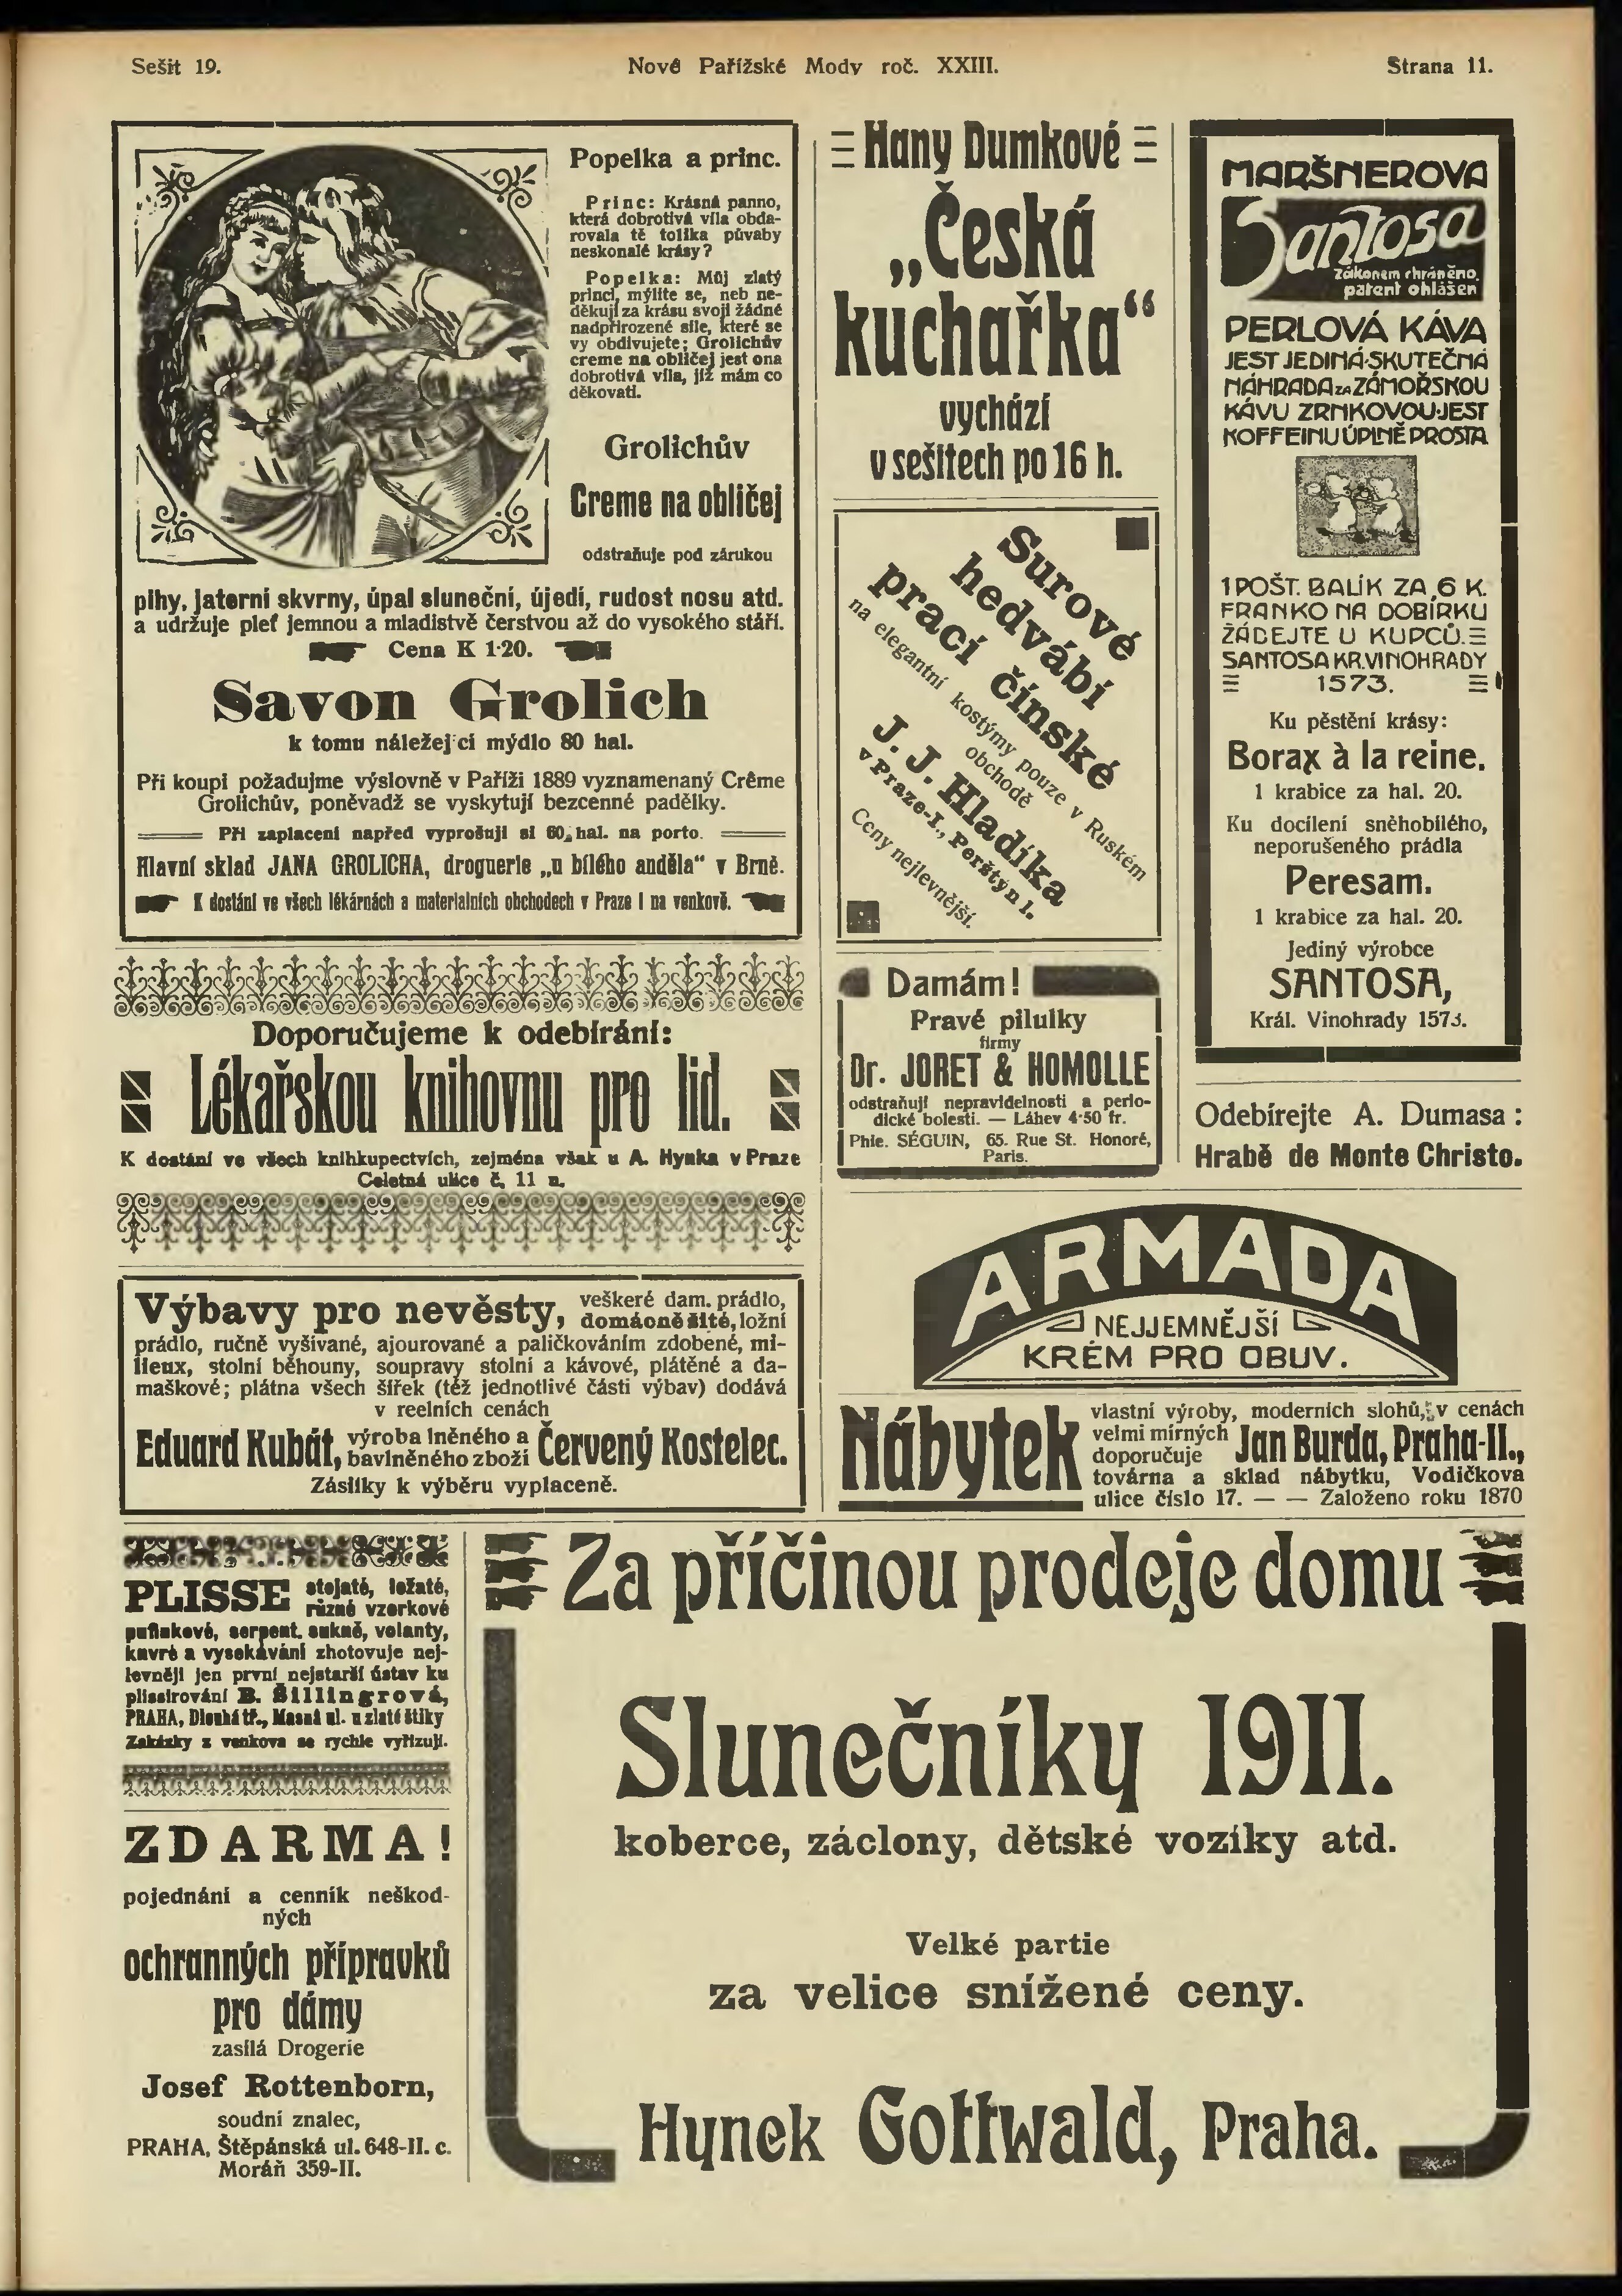 Sešit 19.
Nové Pařížské Mody roč. XXIII.
Strana 11.
Popelka a princ.
Princ: Krásná panno,
která dobrotivá víla obda-
rovala tě tolika půvaby
neskonalé krásy?
Popelka: Můj zlatý
princi, mýlíte se, neb ne-
děkuji za krásu svoji žádné
nadpřirozené síle, které se
vy obdivujete; Grolichův
creme na obličej jest ona
dobrotivá víla, jíž mám co
děkovati.
Grolichův
Creme na obličej
odstraňuje pod zárukou
pihy, jaterní skvrny, úpal sluneční, újedí, rudost nosu atd.
a udržuje pleť jemnou a mladistvě čerstvou až do vysokého stáří.
Cena K 1·20.
Savon Grolich
k tomu náležející mýdlo 80 hal.
Při koupi požadujme výslovně v Paříži 1889 vyznamenaný Crême
Grolichův, poněvadž se vyskytují bezcenné padělky.
Při zaplacení napřed vyprošuji si 60 hal. na porto.
Hlavní sklad JANA GROLICHA, droguerie „u bílého anděla“ v Brně.
K dostání ve všech lékárnách a materialních obchodech v Praze i na venkově.
Doporučujeme k odebírání:
Lékařskou knihovnu pro lid.
K dostání ve všech knihkupectvích, zejména však u A. Hynka v Praze
Celetná ulice č. 11 n.
Výbavy pro nevěsty, veškeré dam. prádlo,
domácně šité, ložní
prádlo, ručně vyšívané, ajourované a paličkováním zdobené, mi-
lieux, stolní běhouny, soupravy stolní a kávové, plátěné a da-
maškové; plátna všech šířek (též jednotlivé části výbav) dodává
v reelních cenách
Eduard Kubát, výroba lněného a
bavlněného zboží Červený Kostelec.
Zásilky k výběru vyplaceně.
Hany Dumkové
„Česká
kuchařka“
vychází
v sešitech po 16 h.
Surové
hedvábí
prací čínské
na elegantní kostýmy pouze v Ruském
obchodě
J. J. Hladíka
v Praze-I., Perštýn 1.
Ceny nejlevnější.
Damám!
Pravé pilulky
firmy
Dr. JORET & HOMOLLE
odstraňují nepravidelnosti a perio-
dické bolesti. — Láhev 4·50 fr.
Phie. SÉGUIN, 65. Rue St. Honoré,
Paris.
MARŠNEROVA
Santosa
Zákonem chráněno
patent ohlášen
PERLOVÁ KÁVA
JEST JEDINÁ·SKUTEČNÁ
NÁHRADA ZA ZÁMOŘSKOU
KÁVU ZRNKOVOU·JEST
KOFFEINU ÚPLNĚ PROSTA
1 POŠT. BALÍK ZA 6 K.
FRANKO NA DOBÍRKU
ŽÁDEJTE U KUPCŮ.
SANTOSA KR. VINOHRADY
1573.
Ku pěstění krásy:
Borax à la reine.
1 krabice za hal. 20.
Ku docílení sněhobílého,
neporušeného prádla
Peresam.
1 krabice za hal. 20.
Jediný výrobce
SANTOSA,
Král. Vinohrady 1573.
Odebírejte A. Dumasa:
Hrabě de Monte Christo.
ARMADA
NEJJEMNĚJŠÍ
KRÉM PRO OBUV.
Nábytek
vlastní výroby, moderních slohů, v cenách
velmi mírných
doporučuje Jan Burda, Praha-II.,
továrna a sklad nábytku, Vodičkova
ulice číslo 17. — — Založeno roku 1870
PLISSE stojaté, ležaté,
různé vzorkové
puffnkové, serpent. sukně, volanty,
kavré a vysekávání zhotovuje nej-
levněji jen první nejstarší ústav ku
plissirování B. Šillingrová,
PRAHA, Dlouhá tř., Masná ul. u zlaté štiky
Zakázky z venkova se rychle vyřizují.
ZDARMA!
pojednání a cenník neškod-
ných
ochranných přípravků
pro dámy
zasílá Drogerie
Josef Rottenborn,
soudní znalec,
PRAHA, Štěpánská ul. 648-II. c.
Moráň 359-II.
Za příčinou prodeje domu
Slunečníky 1911.
koberce, záclony, dětské vozíky atd.
Velké partie
za velice snížené ceny.
Hynek Gottwald, Praha.